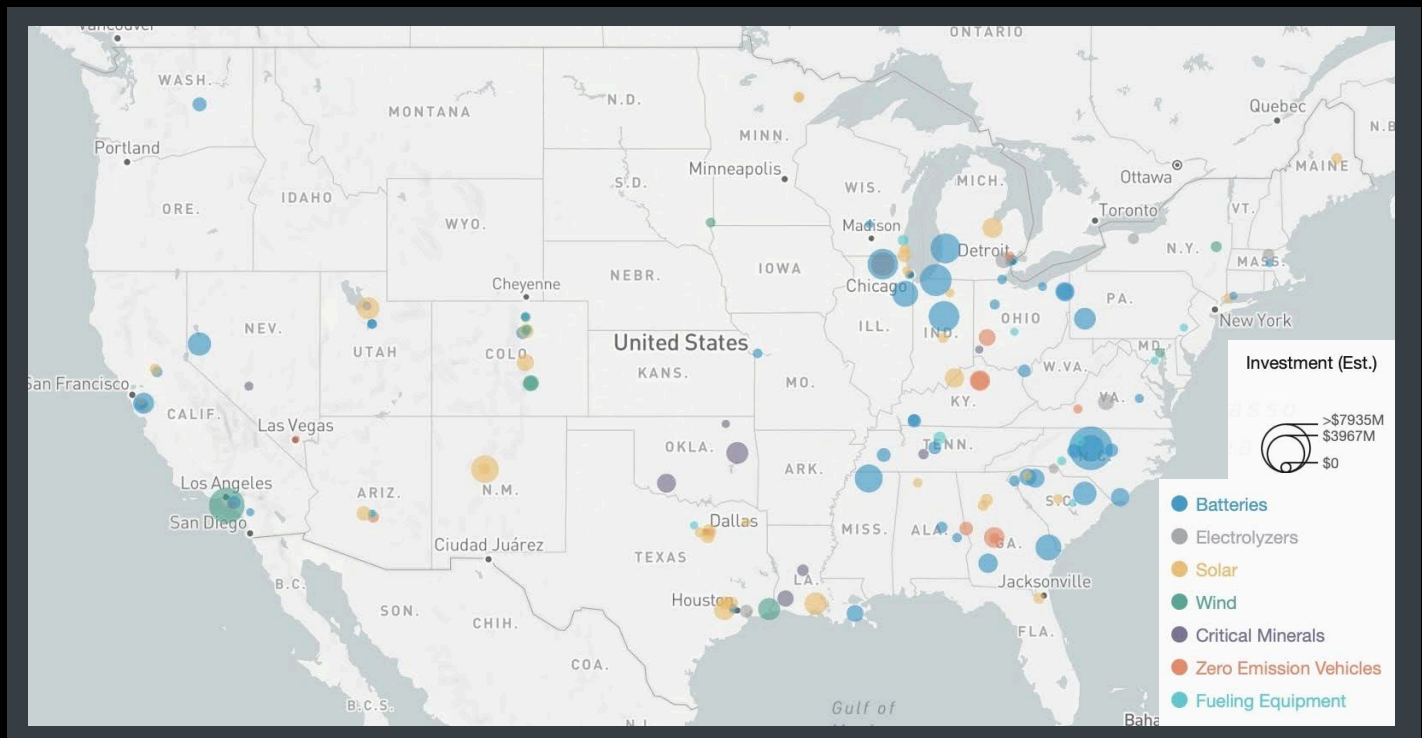 Vancouver
ONTARIO
WASH.
MONTANA
N.D.
Quebec
N.B
Portland
MINN.
Minneapolis
Ottawa
MAINE
IDAHO
S.D.
WIS.
MICH.
ORE.
WYO.
Madison
Toronto
VT.
Detroit
N.Y.
MASS.
NEBR.
IOWA
Cheyenne
Chicago
PA.
NEV.
United States
ILL.
IND.
OHIO
New York
UTAH
COLO
MD.
San Francisco
KANS.
MO.
W.VA.
CALIF.
KY.
VA.
Las Vegas
OKLA.
TENN.
N.C.
Los Angeles
ARIZ.
N.M.
ARK.
S.C.
San Diego
Dallas
MISS.
ALA.
GA.
Ciudad Juárez
TEXAS
B.C.
LA.
Jacksonville
SON.
CHIH.
Houston
FLA.
COA.
B.C.S.
Gulf of
N.L.
Baha
Investment (Est.)
>$7935M
$3967M
$0
Batteries
Electrolyzers
Solar
Wind
Critical Minerals
Zero Emission Vehicles
Fueling Equipment